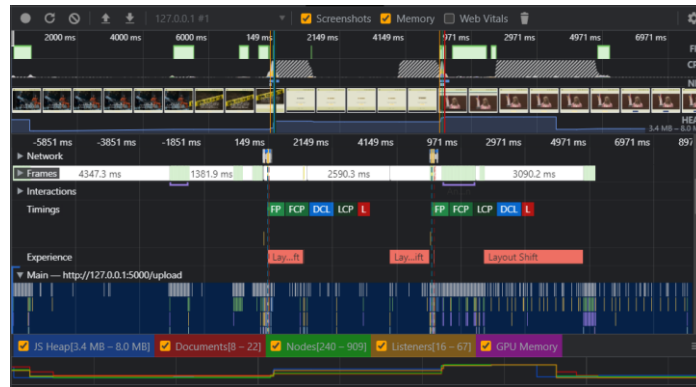 127.0.0.1 #1 Screenshots Memory Web Vitals
2000 ms 4000 ms 6000 ms 149 ms 2149 ms 4149 ms 971 ms 2971 ms 4971 ms 6971 ms
CP
NE
HEA
3.4 MB – 8.0 M
-5851 ms -3851 ms -1851 ms 149 ms 2149 ms 4149 ms 971 ms 2971 ms 4971 ms 6971 ms 897
Network
Frames 4347.3 ms 1381.9 ms 2590.3 ms 3090.2 ms
Interactions
Timings FP FCP DCL LCP L FP FCP LCP DCL L
Experience Lay...ft Lay...ift Layout Shift
Main — http://127.0.0.1:5000/upload
JS Heap[3.4 MB – 8.0 MB] Documents[8 – 22] Nodes[240 – 909] Listeners[16 – 67] GPU Memory